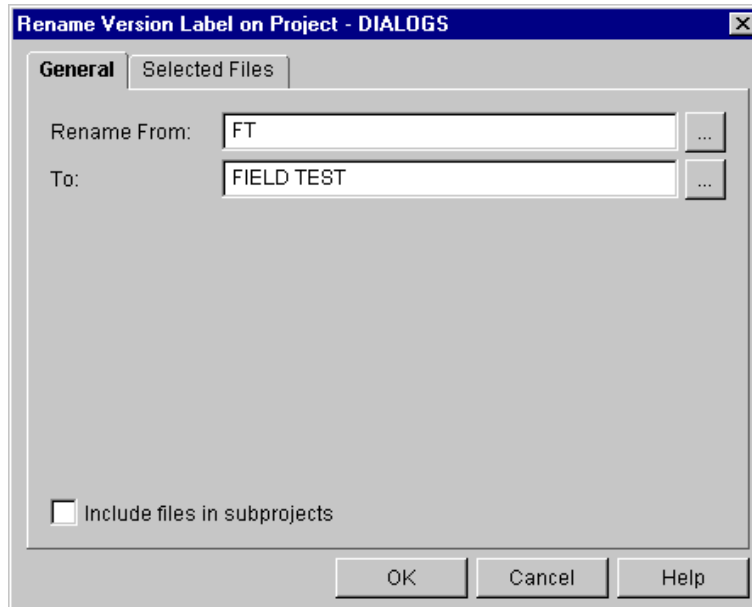 Rename Version Label on Project - DIALOGS
General Selected Files
Rename From: FT ...
To: FIELD TEST ...
Include files in subprojects
OK Cancel Help